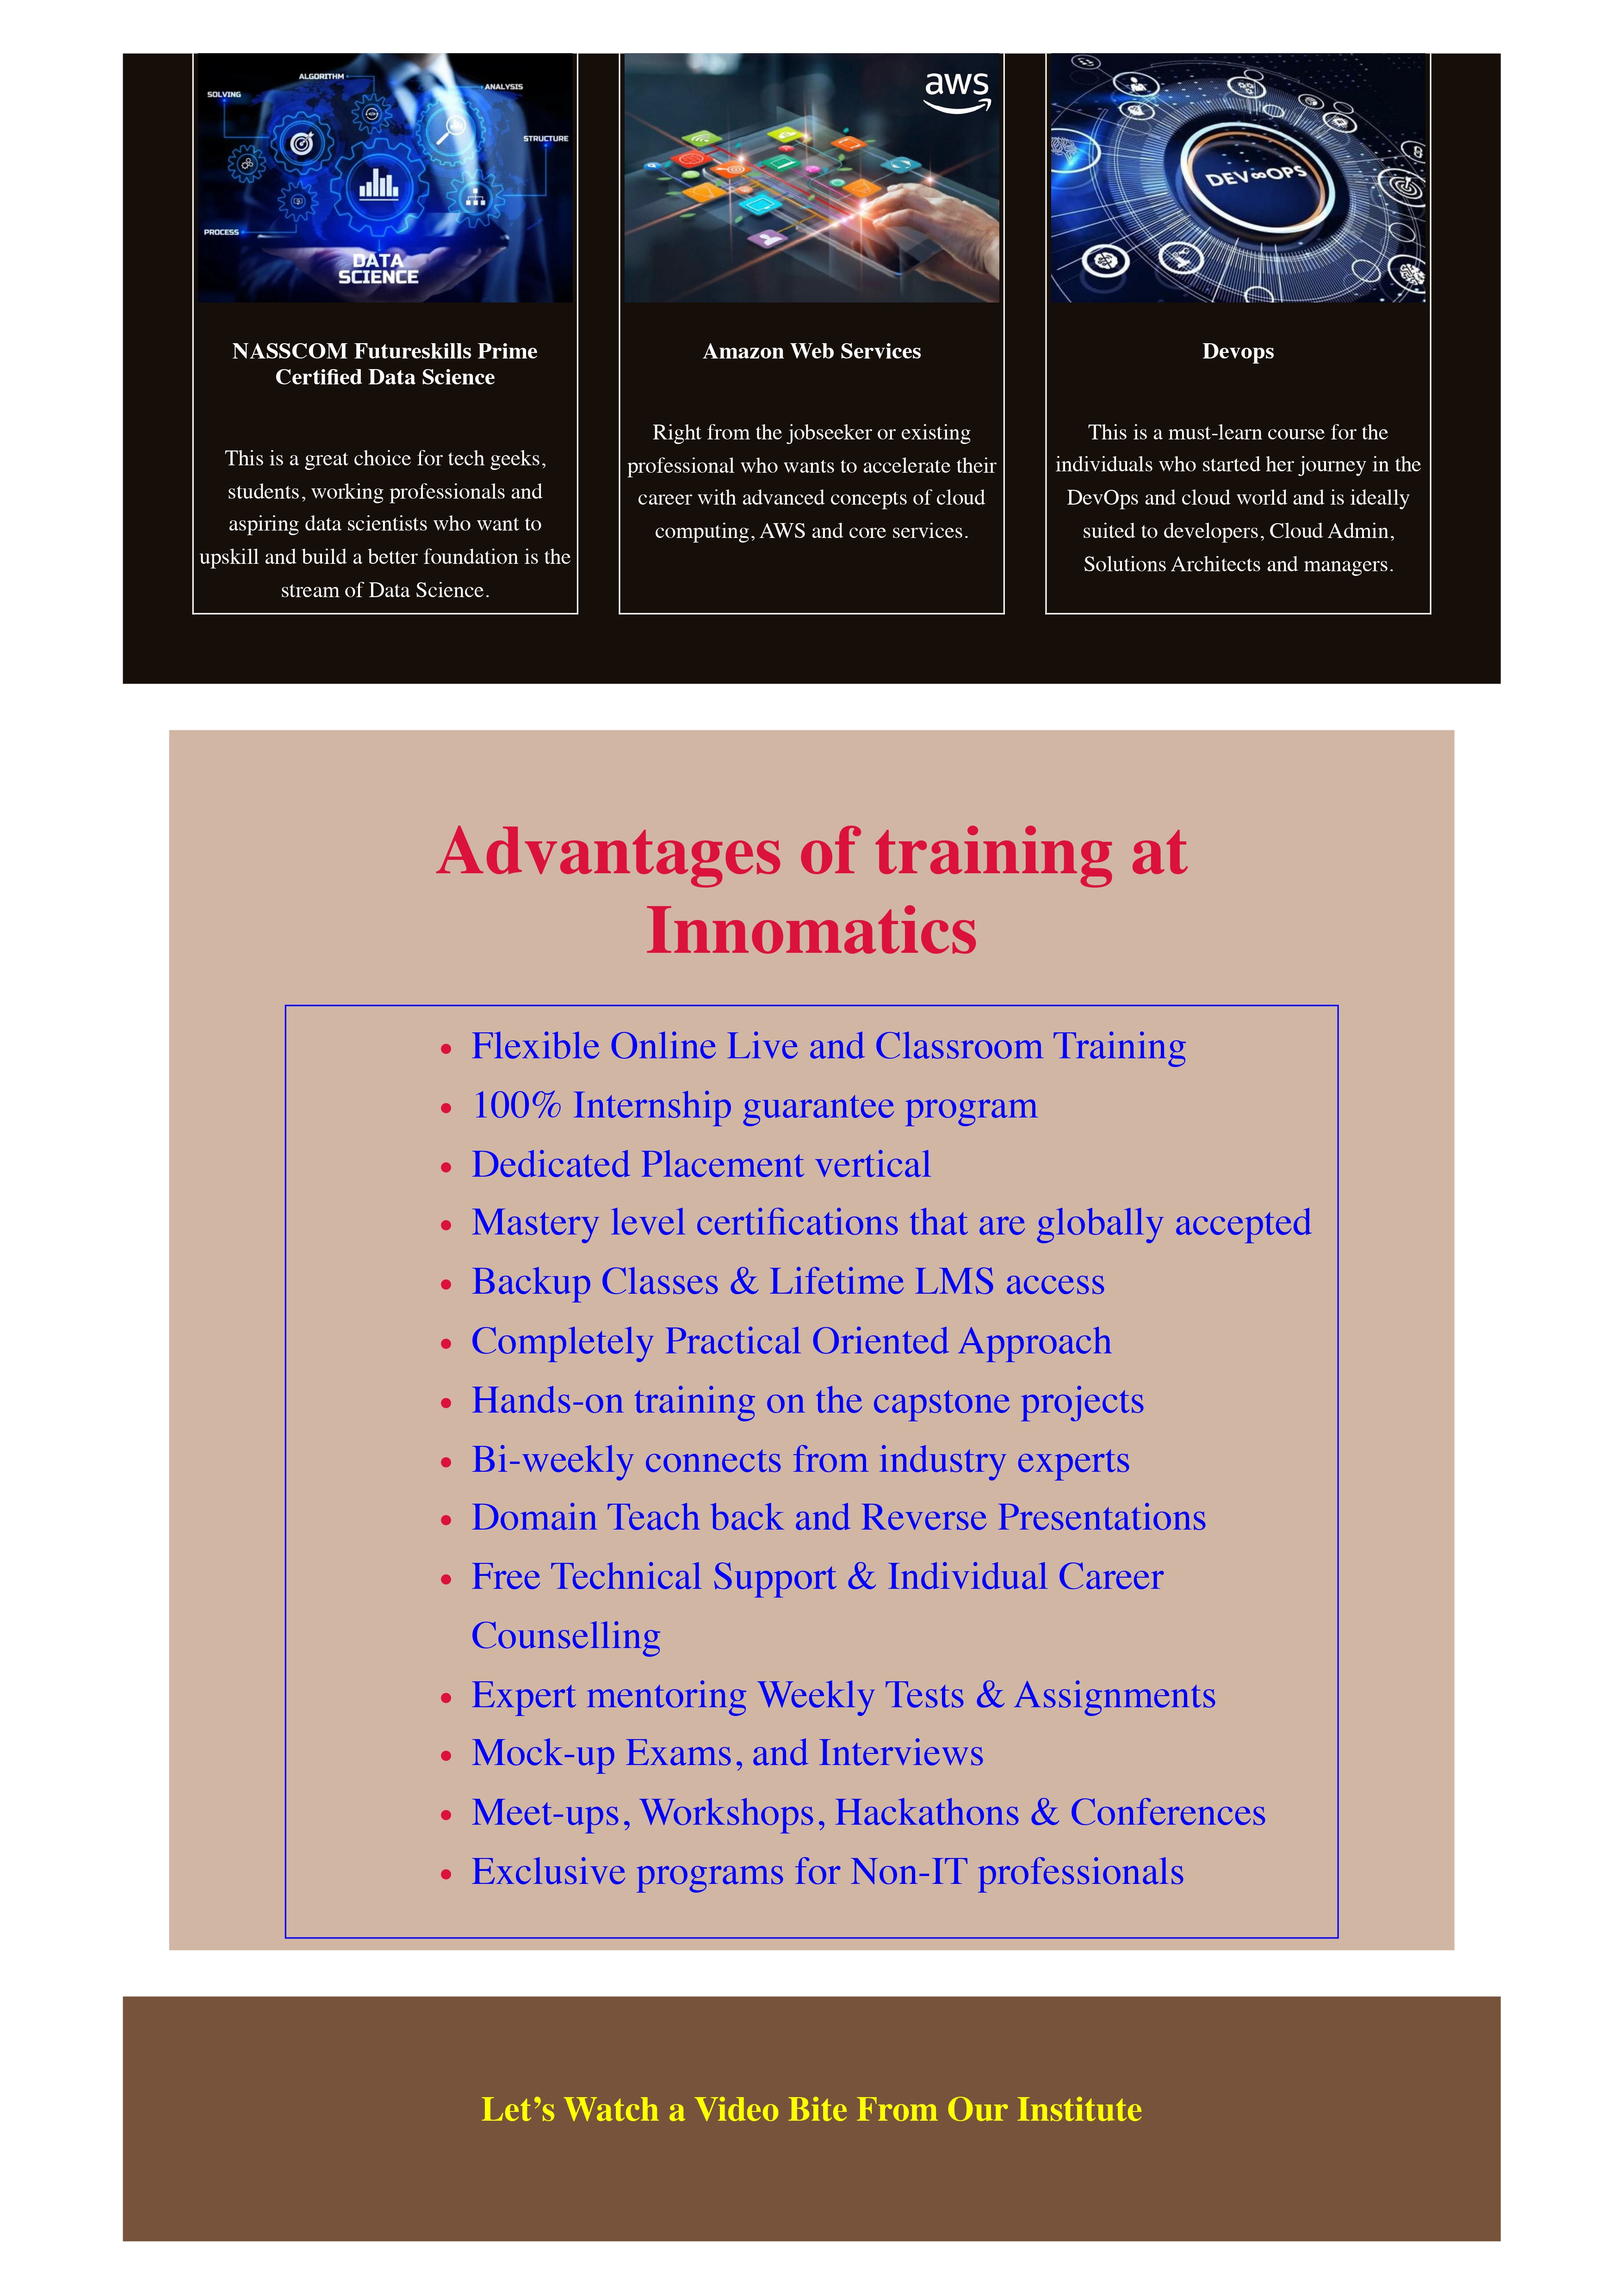 ALGORITHM
ANALYSIS
SOLVING
STRUCTURE
PROCESS
DATA
SCIENCE
aws
DEVOPS
NASSCOM Futureskills Prime
Certified Data Science
This is a great choice for tech geeks,
students, working professionals and
aspiring data scientists who want to
upskill and build a better foundation is the
stream of Data Science.
Amazon Web Services
Right from the jobseeker or existing
professional who wants to accelerate their
career with advanced concepts of cloud
computing, AWS and core services.
Devops
This is a must-learn course for the
individuals who started her journey in the
DevOps and cloud world and is ideally
suited to developers, Cloud Admin,
Solutions Architects and managers.
Advantages of training at
Innomatics
• Flexible Online Live and Classroom Training
• 100% Internship guarantee program
• Dedicated Placement vertical
• Mastery level certifications that are globally accepted
• Backup Classes & Lifetime LMS access
• Completely Practical Oriented Approach
• Hands-on training on the capstone projects
• Bi-weekly connects from industry experts
• Domain Teach back and Reverse Presentations
• Free Technical Support & Individual Career
Counselling
• Expert mentoring Weekly Tests & Assignments
• Mock-up Exams, and Interviews
• Meet-ups, Workshops, Hackathons & Conferences
• Exclusive programs for Non-IT professionals
Let’s Watch a Video Bite From Our Institute